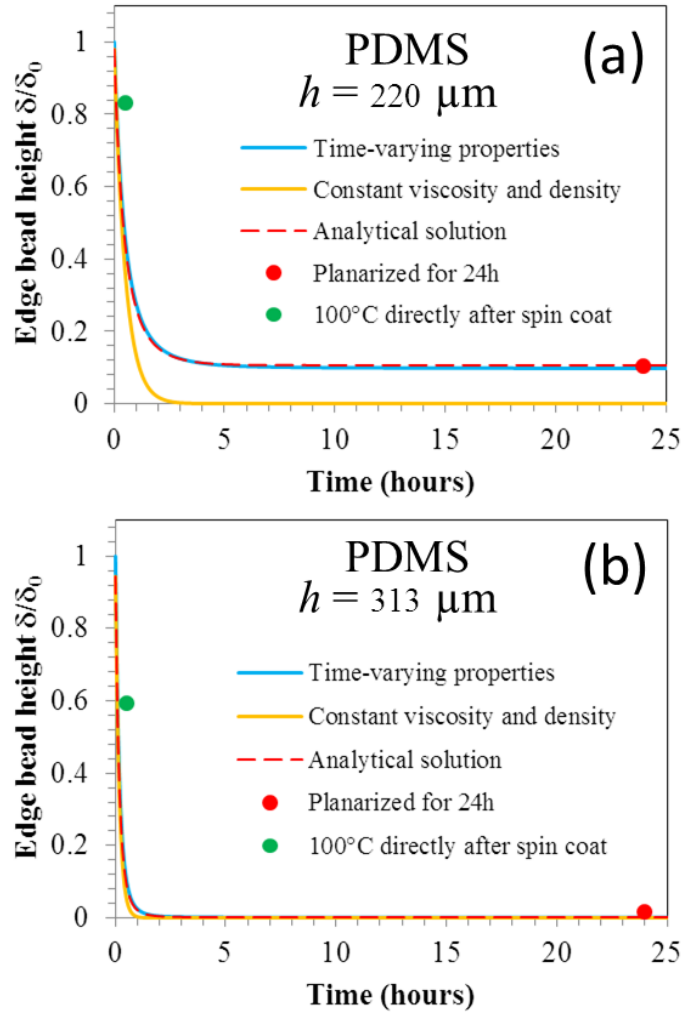 PDMS
(a)
h = 220 µm
Edge bead height δ/δ0
1
0.8
0.6
0.4
0.2
0
Time-varying properties
Constant viscosity and density
Analytical solution
Planarized for 24h
100°C directly after spin coat
0 5 10 15 20 25
Time (hours)
PDMS
(b)
h = 313 µm
Edge bead height δ/δ0
1
0.8
0.6
0.4
0.2
0
Time-varying properties
Constant viscosity and density
Analytical solution
Planarized for 24h
100°C directly after spin coat
0 5 10 15 20 25
Time (hours)